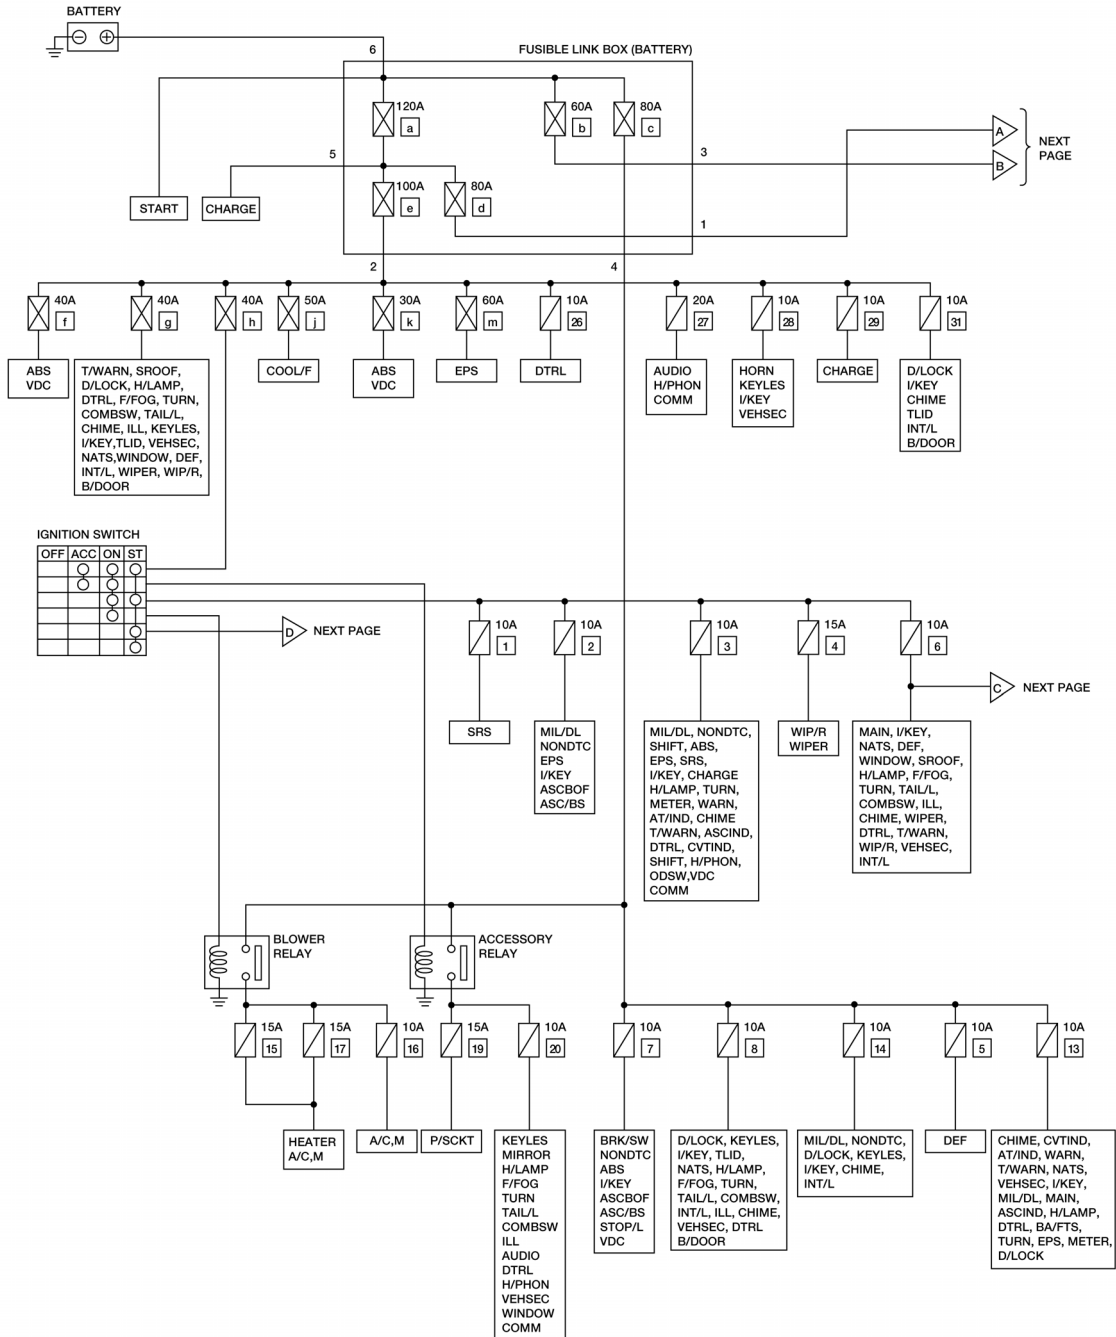 BATTERY
6
FUSIBLE LINK BOX (BATTERY)
120A
a
60A
b
80A
c
A
NEXT
PAGE
B
3
5
100A
e
80A
d
START
CHARGE
1
2
4
40A
f
40A
g
40A
h
50A
j
30A
k
60A
m
10A
26
20A
27
10A
28
10A
29
10A
31
ABS
VDC
T/WARN, SROOF,
D/LOCK, H/LAMP,
DTRL, F/FOG, TURN,
COMBSW, TAIL/L,
CHIME, ILL, KEYLES,
I/KEY,TLID, VEHSEC,
NATS,WINDOW, DEF,
INT/L, WIPER, WIP/R,
B/DOOR
COOL/F
ABS
VDC
EPS
DTRL
AUDIO
H/PHON
COMM
HORN
KEYLES
I/KEY
VEHSEC
CHARGE
D/LOCK
I/KEY
CHIME
TLID
INT/L
B/DOOR
IGNITION SWITCH
OFF ACC ON ST
D
NEXT PAGE
10A
1
10A
2
10A
3
15A
4
10A
6
C
NEXT PAGE
SRS
MIL/DL
NONDTC
EPS
I/KEY
ASCBOF
ASC/BS
MIL/DL, NONDTC,
SHIFT, ABS,
EPS, SRS,
I/KEY, CHARGE
H/LAMP, TURN,
METER, WARN,
AT/IND, CHIME
T/WARN, ASCIND,
DTRL, CVTIND,
SHIFT, H/PHON,
ODSW,VDC
COMM
WIP/R
WIPER
MAIN, I/KEY,
NATS, DEF,
WINDOW, SROOF,
H/LAMP, F/FOG,
TURN, TAIL/L,
COMBSW, ILL,
CHIME, WIPER,
DTRL, T/WARN,
WIP/R, VEHSEC,
INT/L
BLOWER
RELAY
ACCESSORY
RELAY
15A
15
15A
17
10A
16
15A
19
10A
20
10A
7
10A
8
10A
14
10A
5
10A
13
HEATER
A/C,M
A/C,M
P/SCKT
KEYLES
MIRROR
H/LAMP
F/FOG
TURN
TAIL/L
COMBSW
ILL
AUDIO
DTRL
H/PHON
VEHSEC
WINDOW
COMM
BRK/SW
NONDTC
ABS
I/KEY
ASCBOF
ASC/BS
STOP/L
VDC
D/LOCK, KEYLES,
I/KEY, TLID,
NATS, H/LAMP,
F/FOG, TURN,
TAIL/L, COMBSW,
INT/L, ILL, CHIME,
VEHSEC, DTRL
B/DOOR
MIL/DL, NONDTC,
D/LOCK, KEYLES,
I/KEY, CHIME,
INT/L
DEF
CHIME, CVTIND,
AT/IND, WARN,
T/WARN, NATS,
VEHSEC, I/KEY,
MIL/DL, MAIN,
ASCIND, H/LAMP,
DTRL, BA/FTS,
TURN, EPS, METER,
D/LOCK